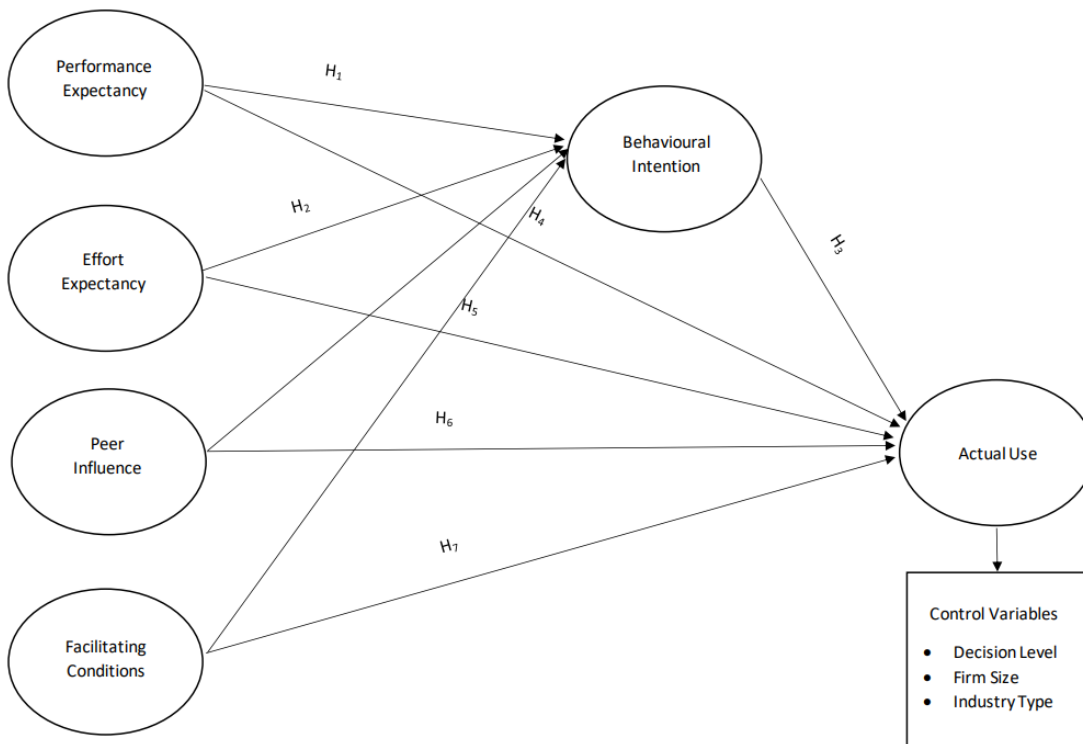 Performance
Expectancy
H₁
Behavioural
Intention
H₂
H₄
H₃
Effort
Expectancy
H₅
Peer
Influence
H₆
Actual Use
H₇
Facilitating
Conditions
Control Variables
• Decision Level
• Firm Size
• Industry Type